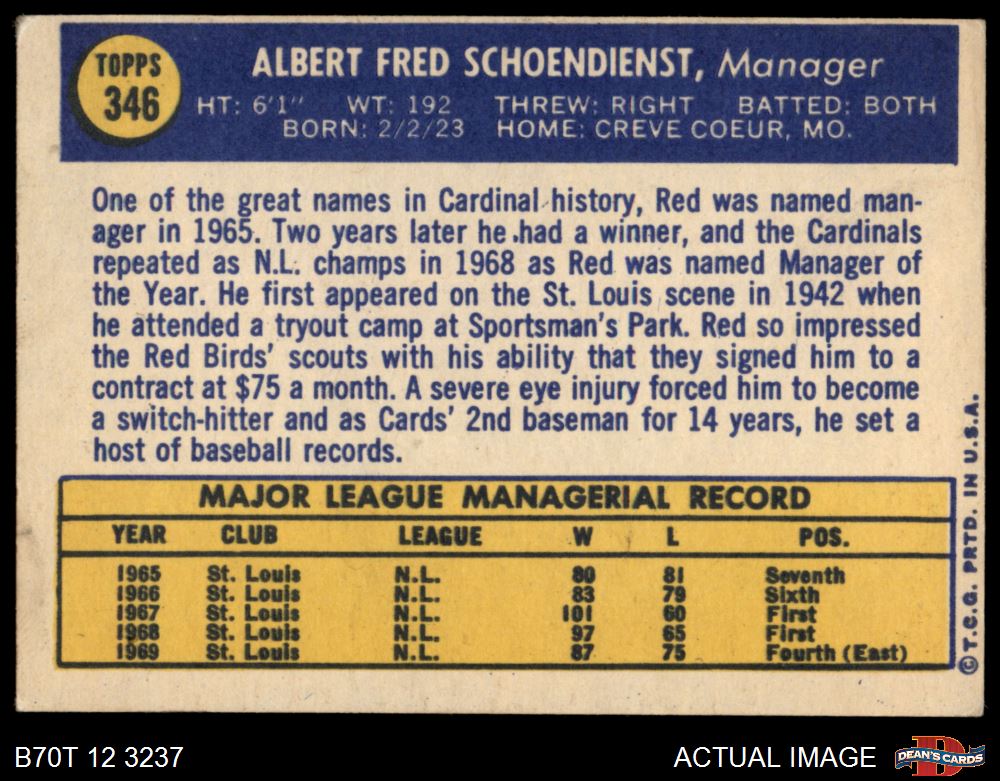 TOPPS
346
ALBERT FRED SCHOENDIENST, Manager
HT: 6'1" WT: 192 THREW: RIGHT BATTED: BOTH
BORN: 2/2/23 HOME: CREVE COEUR, MO.
One of the great names in Cardinal history, Red was named man-
ager in 1965. Two years later he had a winner, and the Cardinals
repeated as N.L. champs in 1968 as Red was named Manager of
the Year. He first appeared on the St. Louis scene in 1942 when
he attended a tryout camp at Sportsman's Park. Red so impressed
the Red Birds' scouts with his ability that they signed him to a
contract at $75 a month. A severe eye injury forced him to become
a switch-hitter and as Cards' 2nd baseman for 14 years, he set a
host of baseball records.
MAJOR LEAGUE MANAGERIAL RECORD
YEAR CLUB LEAGUE W L POS.
1965 St. Louis N.L. 80 81 Seventh
1966 St. Louis N.L. 83 79 Sixth
1967 St. Louis N.L. 101 60 First
1968 St. Louis N.L. 97 65 First
1969 St. Louis N.L. 87 75 Fourth (East)
©T.C.G. PRTD. IN U.S.A.
B70T 12 3237
ACTUAL IMAGE
D
DEAN'S CARDS